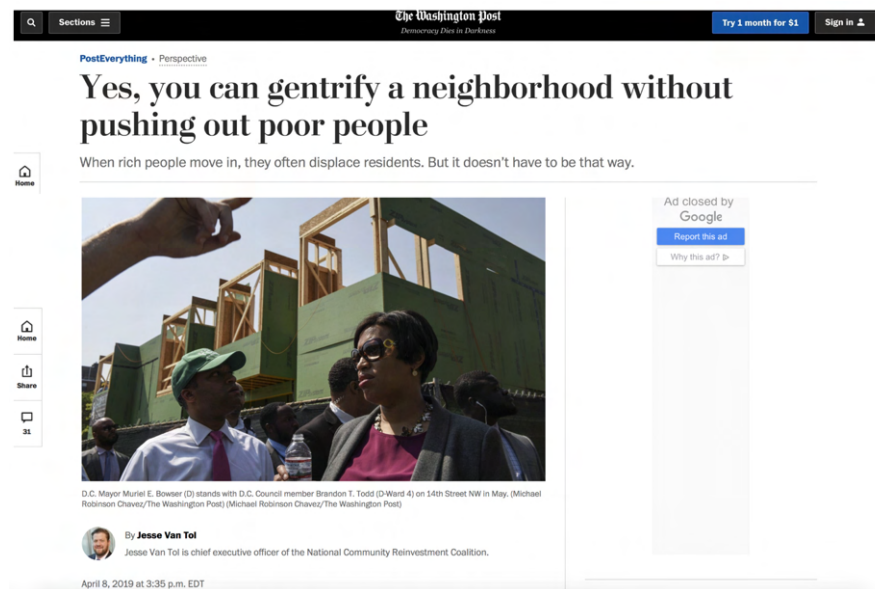 Sections
The Washington Post
Democracy Dies in Darkness
Try 1 month for $1
Sign in
PostEverything • Perspective
Yes, you can gentrify a neighborhood without
pushing out poor people
When rich people move in, they often displace residents. But it doesn't have to be that way.
Home
Ad closed by
Google
Report this ad
Why this ad?
Home
Share
31
D.C. Mayor Muriel E. Bowser (D) stands with D.C. Council member Brandon T. Todd (D-Ward 4) on 14th Street NW in May. (Michael
Robinson Chavez/The Washington Post) (Michael Robinson Chavez/The Washington Post)
By Jesse Van Tol
Jesse Van Tol is chief executive officer of the National Community Reinvestment Coalition.
April 8, 2019 at 3:35 p.m. EDT